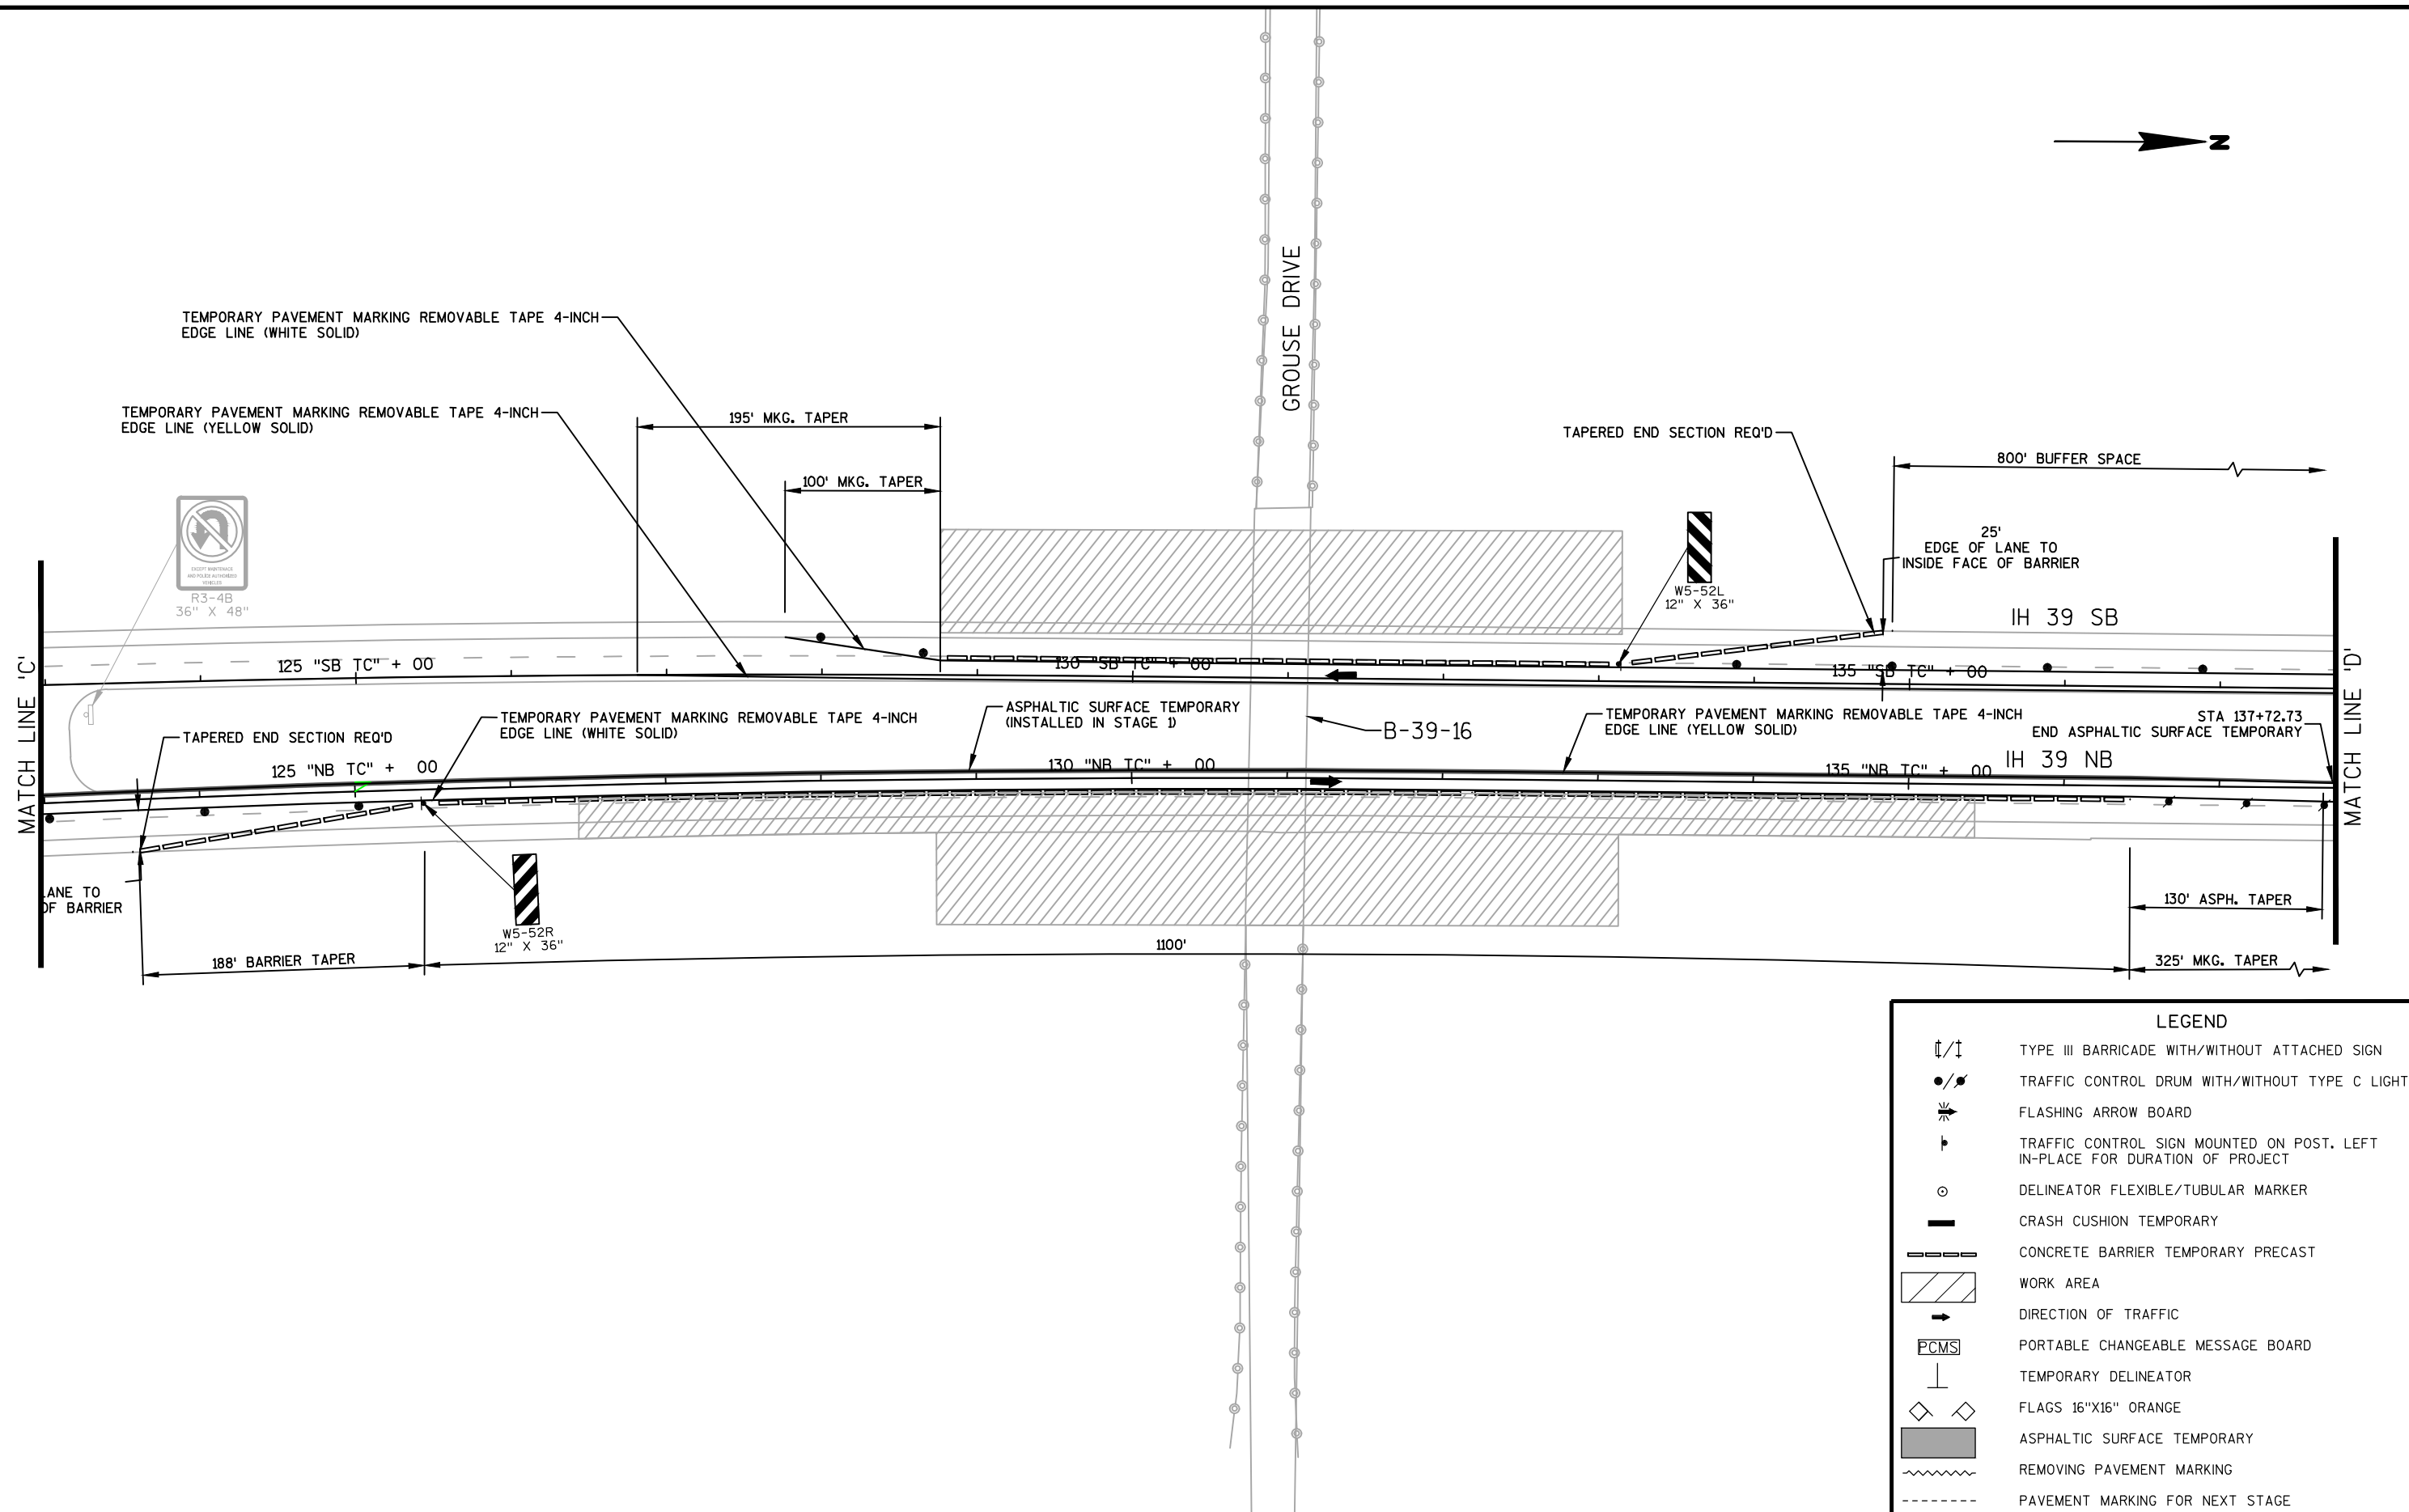 N
GROUSE DRIVE
TEMPORARY PAVEMENT MARKING REMOVABLE TAPE 4-INCH
EDGE LINE (WHITE SOLID)
TEMPORARY PAVEMENT MARKING REMOVABLE TAPE 4-INCH
EDGE LINE (YELLOW SOLID)
195' MKG. TAPER
100' MKG. TAPER
TAPERED END SECTION REQ'D
800' BUFFER SPACE
25'
EDGE OF LANE TO
INSIDE FACE OF BARRIER
EXCEPT MAINTENANCE
AND POLICE AUTHORIZED
VEHICLES
R3-4B
36" X 48"
W5-52L
12" X 36"
IH 39 SB
MATCH LINE 'C'
MATCH LINE 'D'
125 "SB TC" + 00
130 "SB TC" + 00
135 "SB TC" + 00
TEMPORARY PAVEMENT MARKING REMOVABLE TAPE 4-INCH
EDGE LINE (WHITE SOLID)
ASPHALTIC SURFACE TEMPORARY
(INSTALLED IN STAGE 1)
B-39-16
TEMPORARY PAVEMENT MARKING REMOVABLE TAPE 4-INCH
EDGE LINE (YELLOW SOLID)
STA 137+72.73
END ASPHALTIC SURFACE TEMPORARY
TAPERED END SECTION REQ'D
IH 39 NB
125 "NB TC" + 00
130 "NB TC" + 00
135 "NB TC" + 00
LANE TO
OF BARRIER
W5-52R
12" X 36"
188' BARRIER TAPER
1100'
130' ASPH. TAPER
325' MKG. TAPER
LEGEND
TYPE III BARRICADE WITH/WITHOUT ATTACHED SIGN
TRAFFIC CONTROL DRUM WITH/WITHOUT TYPE C LIGHT
FLASHING ARROW BOARD
TRAFFIC CONTROL SIGN MOUNTED ON POST. LEFT
IN-PLACE FOR DURATION OF PROJECT
DELINEATOR FLEXIBLE/TUBULAR MARKER
CRASH CUSHION TEMPORARY
CONCRETE BARRIER TEMPORARY PRECAST
WORK AREA
DIRECTION OF TRAFFIC
PCMS PORTABLE CHANGEABLE MESSAGE BOARD
TEMPORARY DELINEATOR
FLAGS 16"X16" ORANGE
ASPHALTIC SURFACE TEMPORARY
REMOVING PAVEMENT MARKING
PAVEMENT MARKING FOR NEXT STAGE